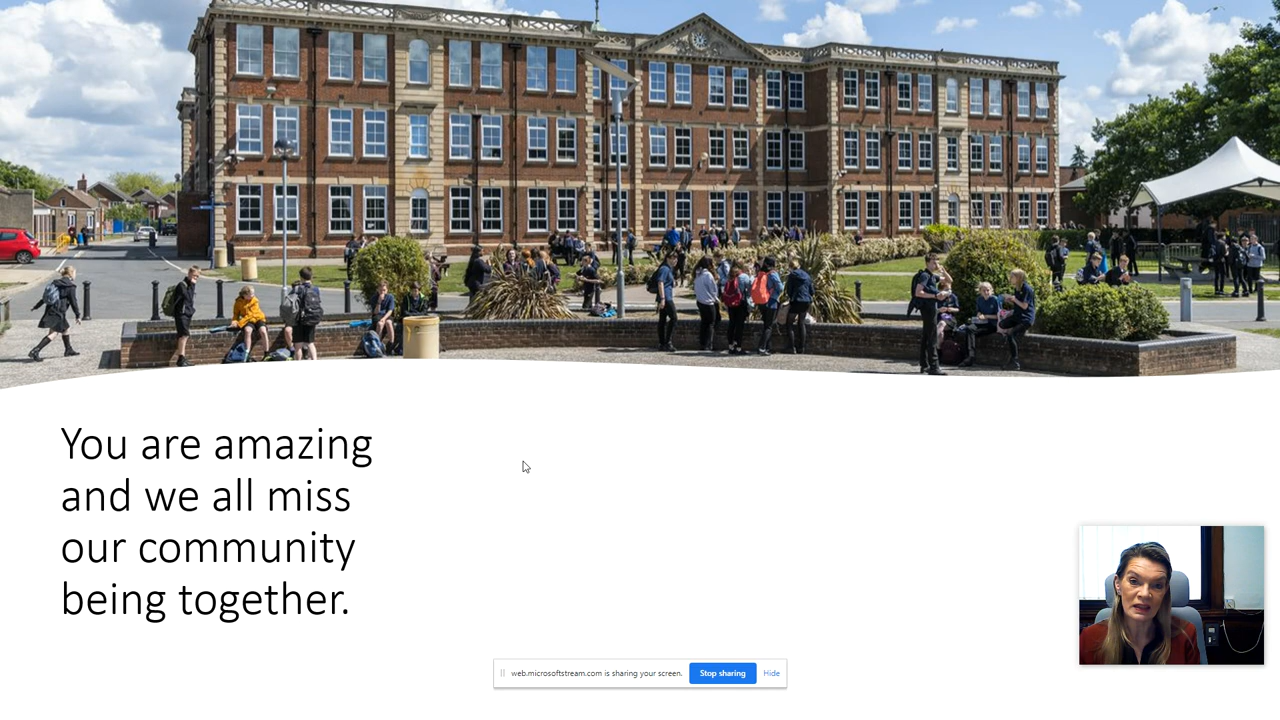 You are amazing
and we all miss
our community
being together.
web.microsoftstream.com is sharing your screen.
Stop sharing
Hide